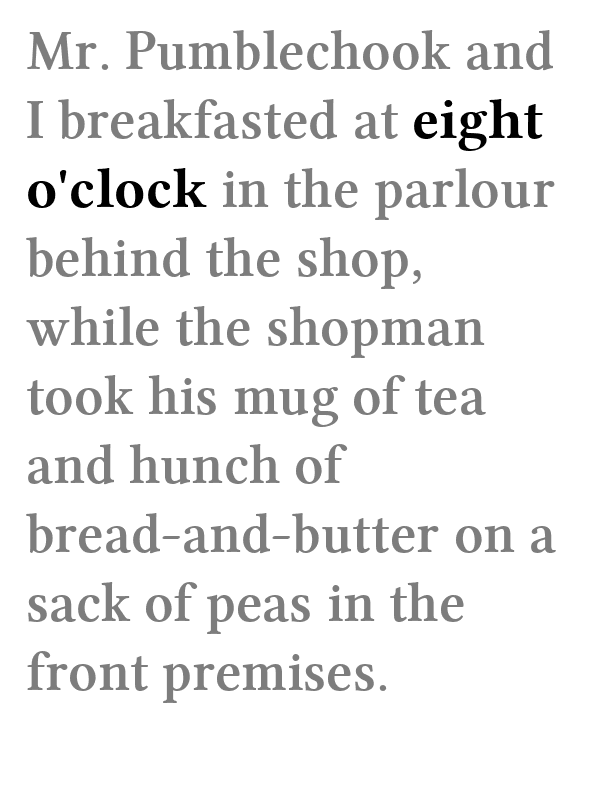 Mr. Pumblechook and
I breakfasted at eight
o'clock in the parlour
behind the shop,
while the shopman
took his mug of tea
and hunch of
bread-and-butter on a
sack of peas in the
front premises.